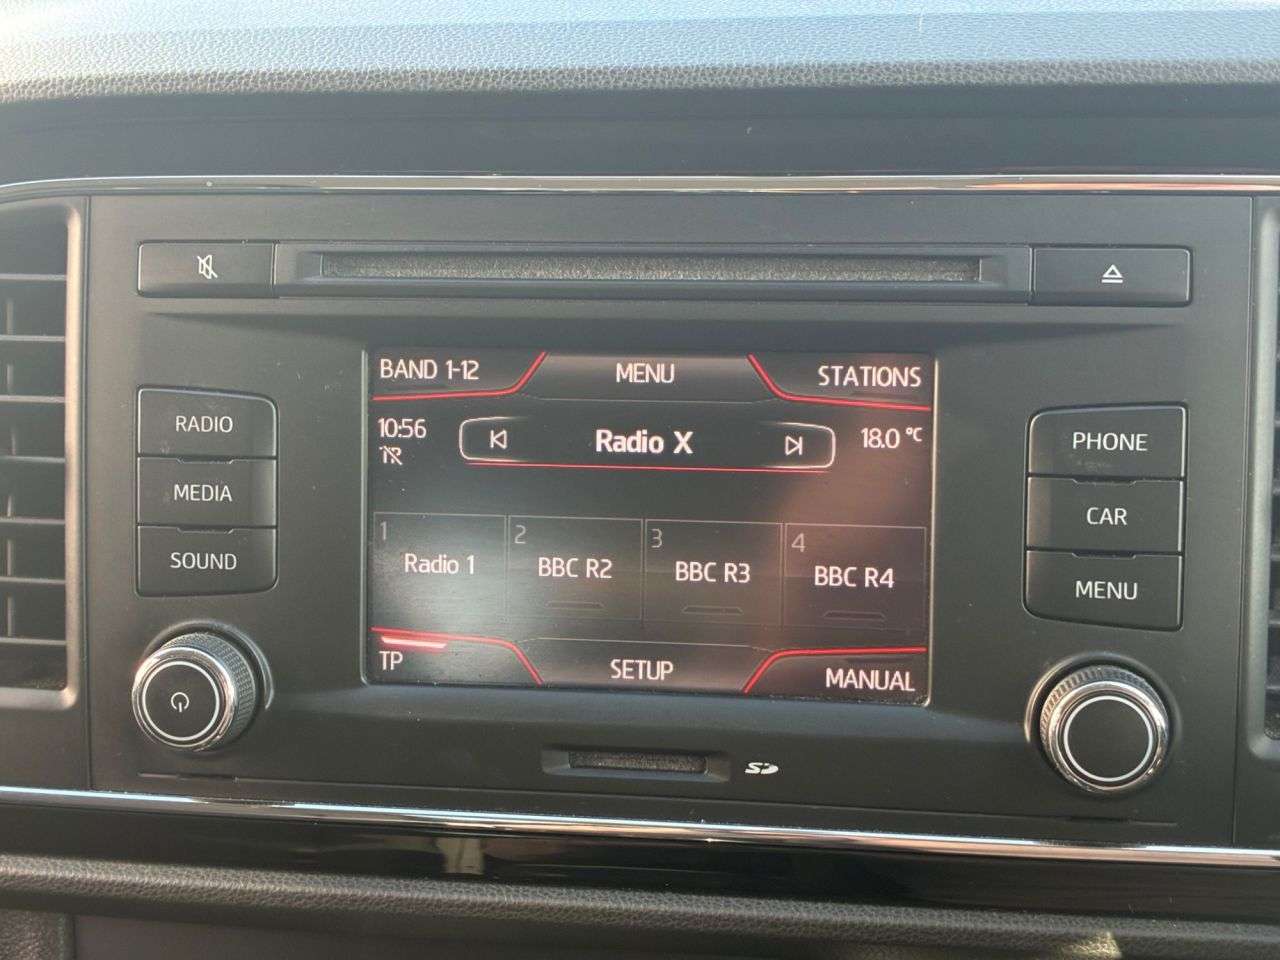 BAND 1-12
MENU
STATIONS
10:56
Radio X
18.0 °C
RADIO
MEDIA
SOUND
1
Radio 1
2
BBC R2
3
BBC R3
4
BBC R4
PHONE
CAR
MENU
TP
SETUP
MANUAL
SD